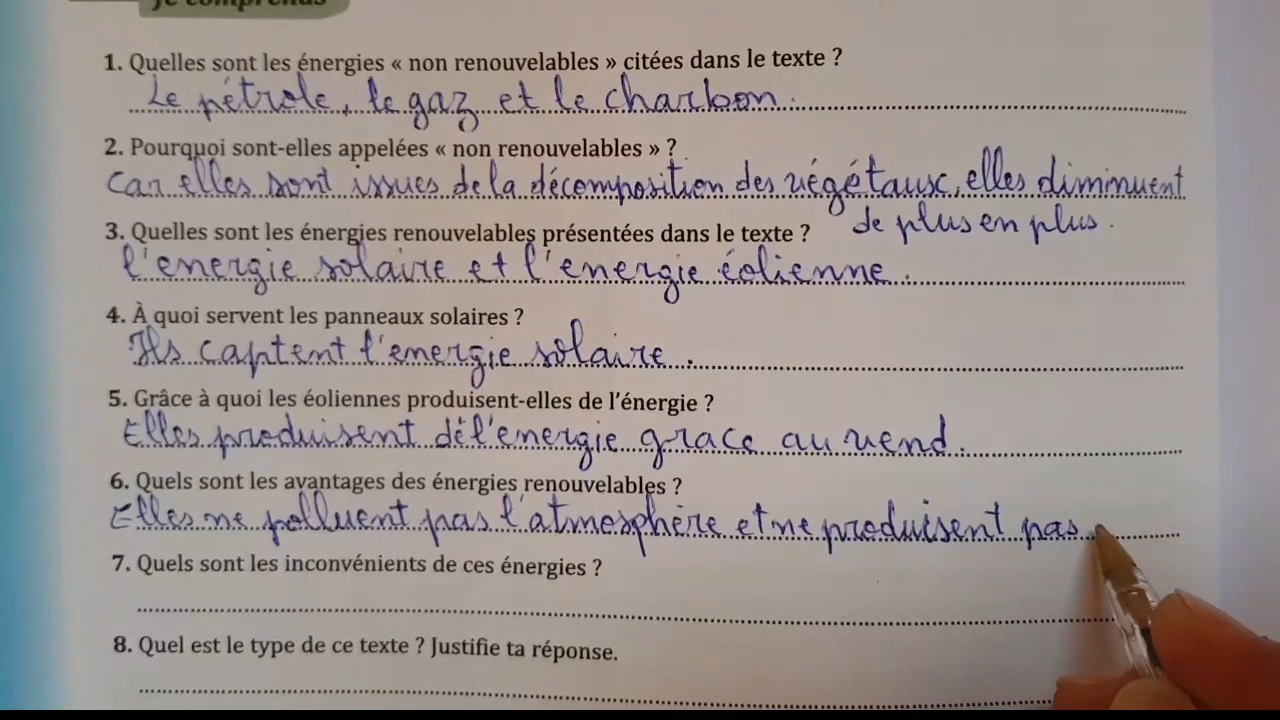 Je comprends
1. Quelles sont les énergies « non renouvelables » citées dans le texte ?
Le pétrole, le gaz et le charbon.
2. Pourquoi sont-elles appelées « non renouvelables » ?
Car elles sont issues de la décomposition des végétaux, elles diminuent
de plus en plus.
3. Quelles sont les énergies renouvelables présentées dans le texte ?
l'energie solaire et l'energie éolienne.
4. À quoi servent les panneaux solaires ?
Ils captent l'energie solaire.
5. Grâce à quoi les éoliennes produisent-elles de l'énergie ?
Elles produisent de l'energie grace au vend.
6. Quels sont les avantages des énergies renouvelables ?
Elles ne polluent pas l'atmosphère et ne produisent pas
7. Quels sont les inconvénients de ces énergies ?
8. Quel est le type de ce texte ? Justifie ta réponse.